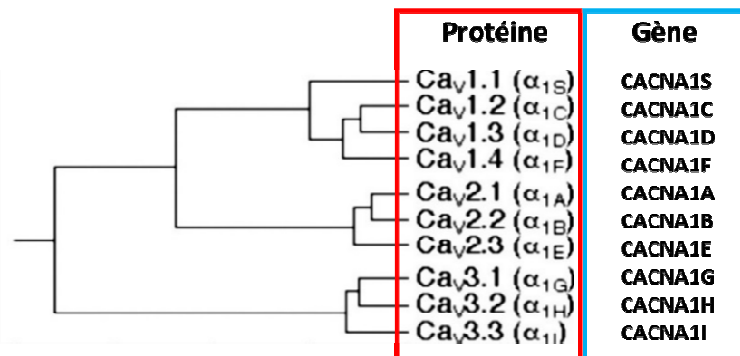 Protéine Gène
Cav1.1 (α1S) CACNA1S
Cav1.2 (α1C) CACNA1C
Cav1.3 (α1D) CACNA1D
Cav1.4 (α1F) CACNA1F
Cav2.1 (α1A) CACNA1A
Cav2.2 (α1B) CACNA1B
Cav2.3 (α1E) CACNA1E
Cav3.1 (α1G) CACNA1G
Cav3.2 (α1H) CACNA1H
Cav3.3 (α1I) CACNA1I